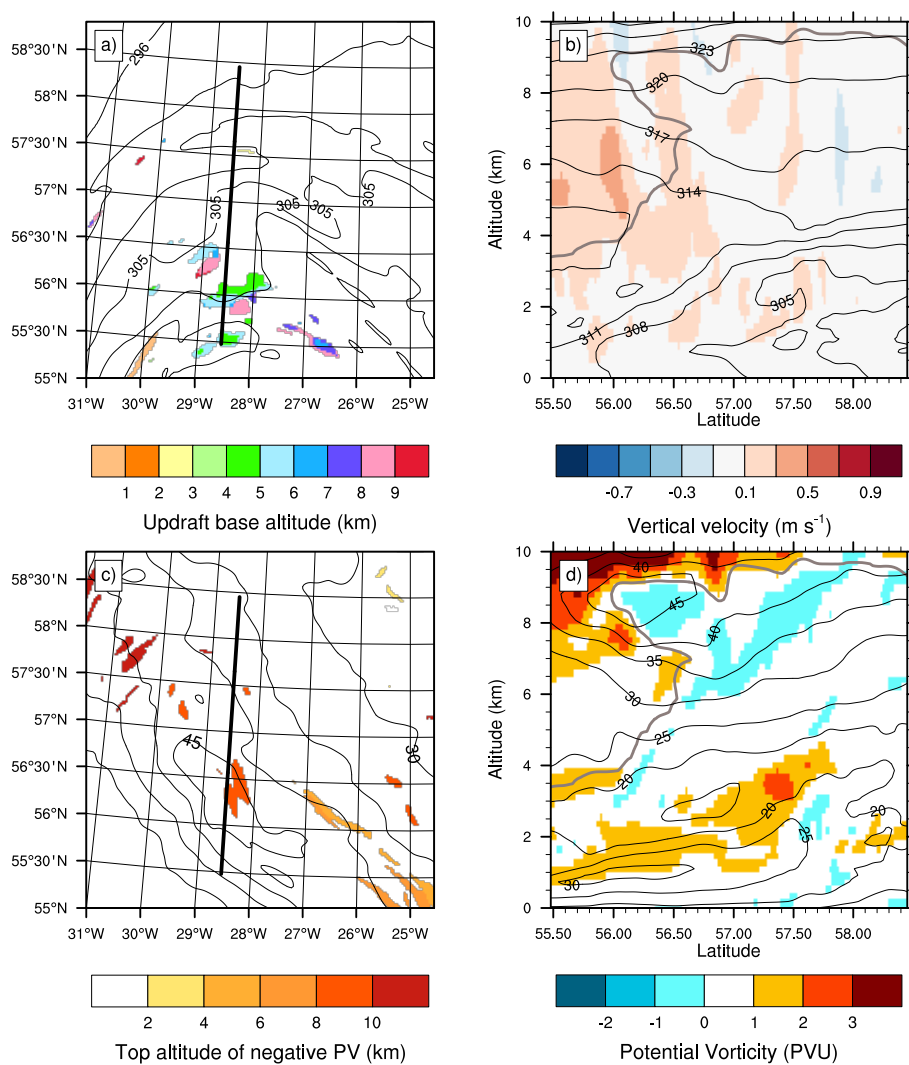 a)
58°30'N
58°N
57°30'N
57°N
56°30'N
56°N
55°30'N
55°N
31°W 30°W 29°W 28°W 27°W 26°W 25°W
296
305
305
305
305
305
1 2 3 4 5 6 7 8 9
Updraft base altitude (km)
b)
Altitude (km)
10
8
6
4
2
0
323
320
317
314
311
308
305
55.50 56.00 56.50 57.00 57.50 58.00
Latitude
-0.7 -0.3 0.1 0.5 0.9
Vertical velocity (m s⁻¹)
c)
58°30'N
58°N
57°30'N
57°N
56°30'N
56°N
55°30'N
55°N
31°W 30°W 29°W 28°W 27°W 26°W 25°W
45
30
2 4 6 8 10
Top altitude of negative PV (km)
d)
Altitude (km)
10
8
6
4
2
0
40
45
40
35
30
25
20
20
20
25
30
55.50 56.00 56.50 57.00 57.50 58.00
Latitude
-2 -1 0 1 2 3
Potential Vorticity (PVU)